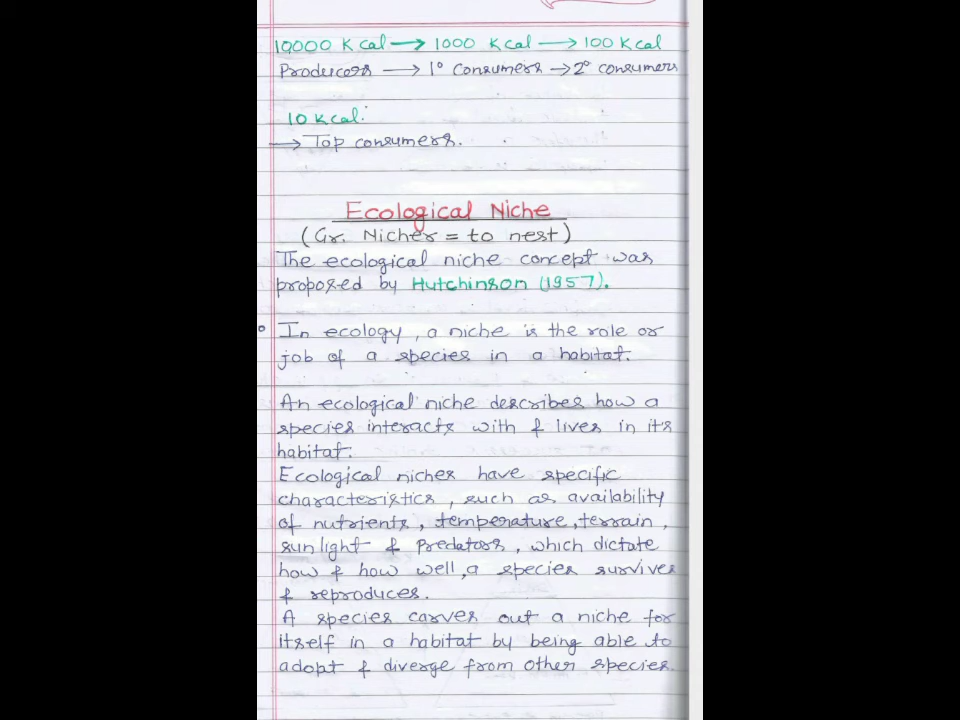 10000 K cal → 1000 K cal → 100 K cal
Producers → 1° consumers → 2° consumers
10 K cal.
→ Top consumers.
Ecological Niche
(Gr. Nicher = to nest)
The ecological niche concept was
proposed by Hutchinson (1957).
• In ecology, a niche is the role or
job of a species in a habitat.
An ecological niche describes how a
species interacts with & lives in it's
habitat.
Ecological niches have specific
characteristics, such as availability
of nutrients, temperature, terrain,
sunlight & predators, which dictate
how & how well, a species survives
& reproduces.
A species carves out a niche for
itself in a habitat by being able to
adopt & diverge from other species.